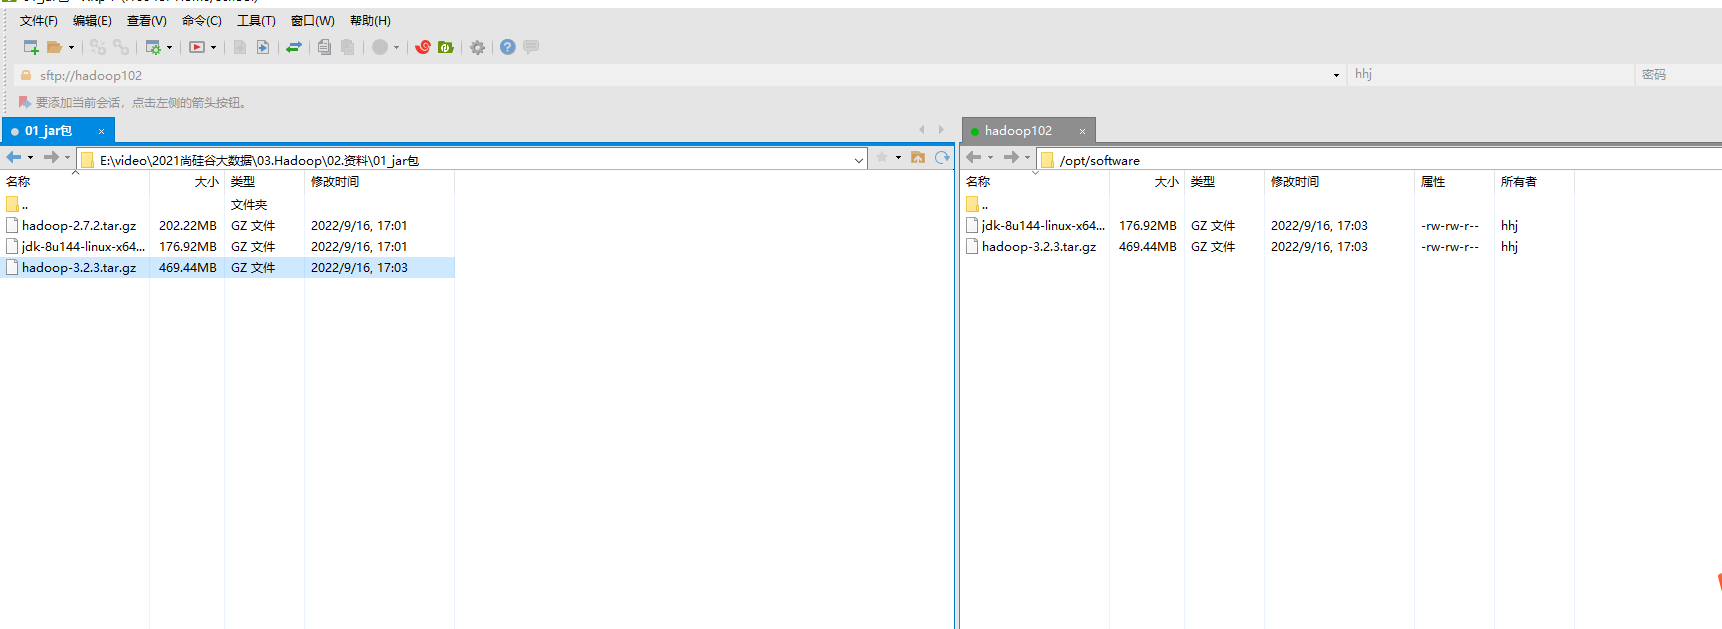 文件(F) 编辑(E) 查看(V) 命令(C) 工具(T) 窗口(W) 帮助(H)
sftp://hadoop102 hhj 密码
要添加当前会话，点击左侧的箭头按钮。
01_jar包 × hadoop102 ×
E:\video\2021尚硅谷大数据\03.Hadoop\02.资料\01_jar包
名称 大小 类型 修改时间
.. 文件夹
hadoop-2.7.2.tar.gz 202.22MB GZ 文件 2022/9/16, 17:01
jdk-8u144-linux-x64... 176.92MB GZ 文件 2022/9/16, 17:01
hadoop-3.2.3.tar.gz 469.44MB GZ 文件 2022/9/16, 17:03
/opt/software
名称 大小 类型 修改时间 属性 所有者
..
jdk-8u144-linux-x64... 176.92MB GZ 文件 2022/9/16, 17:03 -rw-rw-r-- hhj
hadoop-3.2.3.tar.gz 469.44MB GZ 文件 2022/9/16, 17:03 -rw-rw-r-- hhj